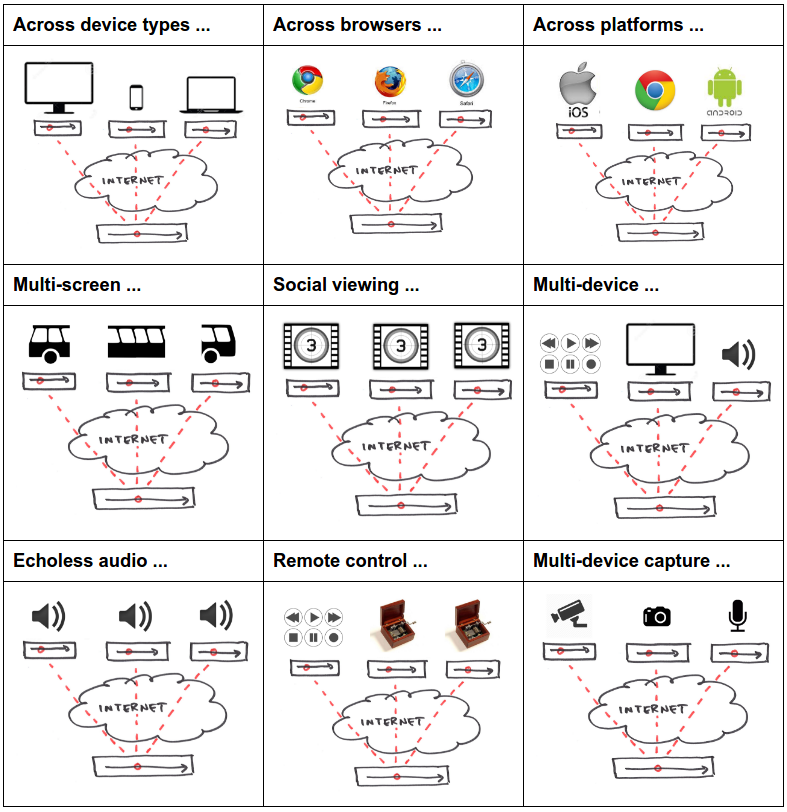 Across device types ...
Across browsers ...
Across platforms ...
Chrome
Firefox
Safari
iOS
ANDROID
INTERNET
INTERNET
INTERNET
Multi-screen ...
Social viewing ...
Multi-device ...
3
3
3
INTERNET
INTERNET
INTERNET
Echoless audio ...
Remote control ...
Multi-device capture ...
INTERNET
INTERNET
INTERNET